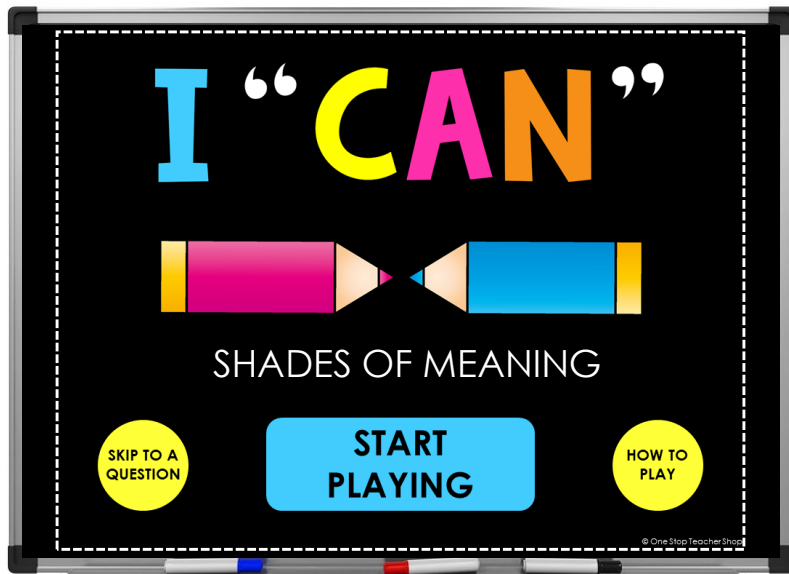 I “CAN”
SHADES OF MEANING
SKIP TO A
QUESTION
START
PLAYING
HOW TO
PLAY
© One Stop Teacher Shop